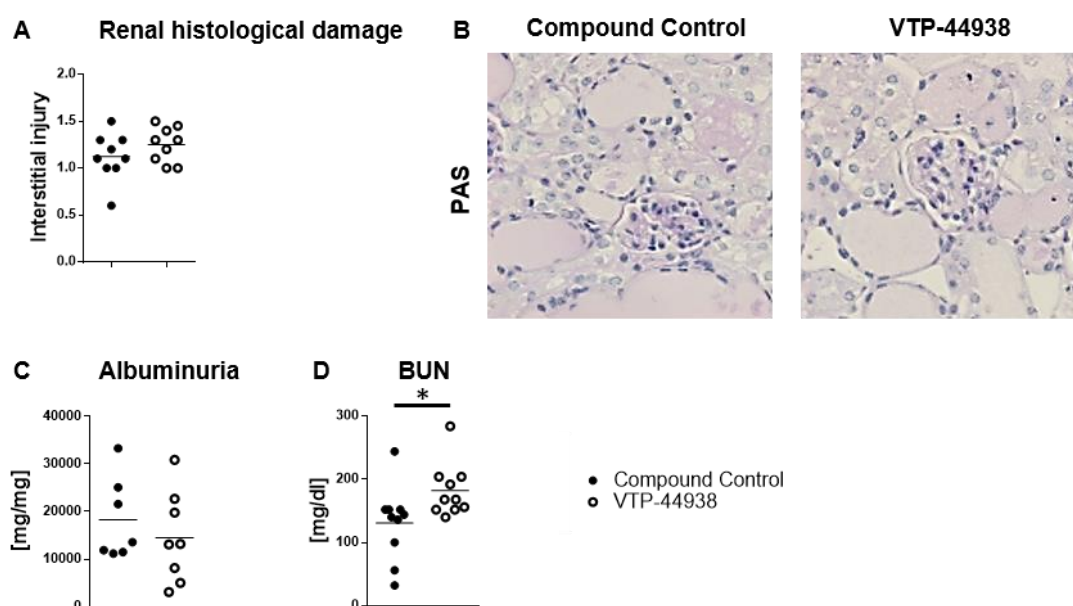 A Renal histological damage
Interstitial injury
2.0
1.5
1.0
0.5
0.0
B Compound Control VTP-44938
PAS
C Albuminuria
[mg/mg]
40000
30000
20000
10000
0
D BUN
*
[mg/dl]
300
200
100
0
Compound Control
VTP-44938